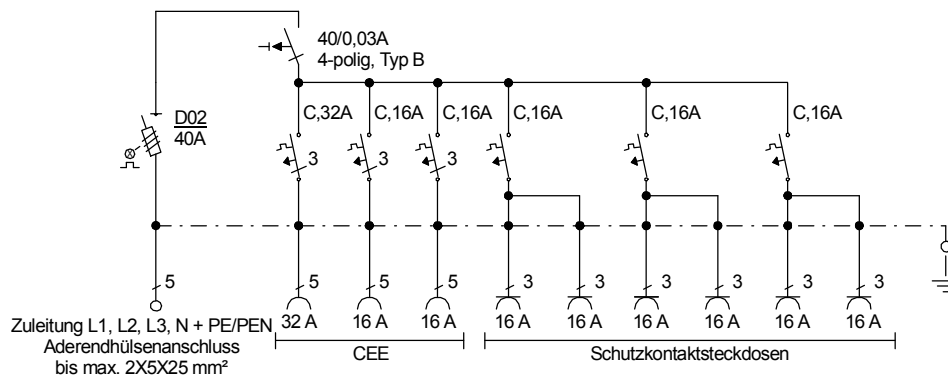 40/0,03A
4-polig, Typ B
C,32A
C,16A
C,16A
C,16A
C,16A
C,16A
D02
40A
3
3
3
5
5
5
5
3
3
3
3
3
3
32 A
16 A
16 A
16 A
16 A
16 A
16 A
16 A
16 A
Zuleitung L1, L2, L3, N + PE/PEN
Aderendhülsenanschluss
bis max. 2X5X25 mm²
CEE
Schutzkontaktsteckdosen